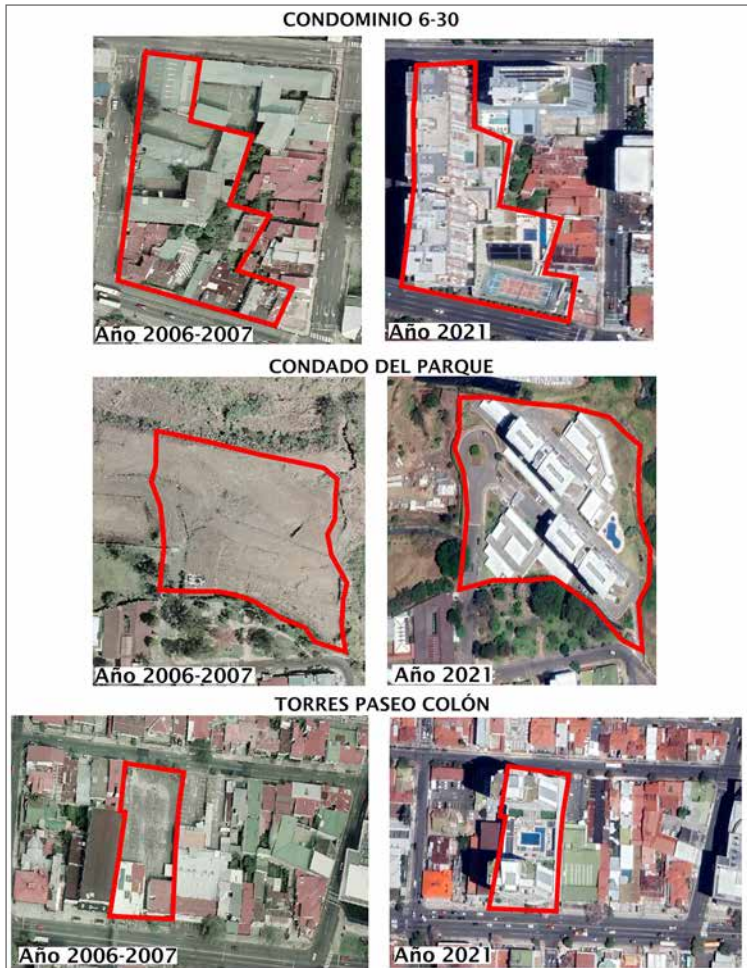 CONDOMINIO 6-30
Año 2006-2007
Año 2021
CONDADO DEL PARQUE
Año 2006-2007
Año 2021
TORRES PASEO COLÓN
Año 2006-2007
Año 2021